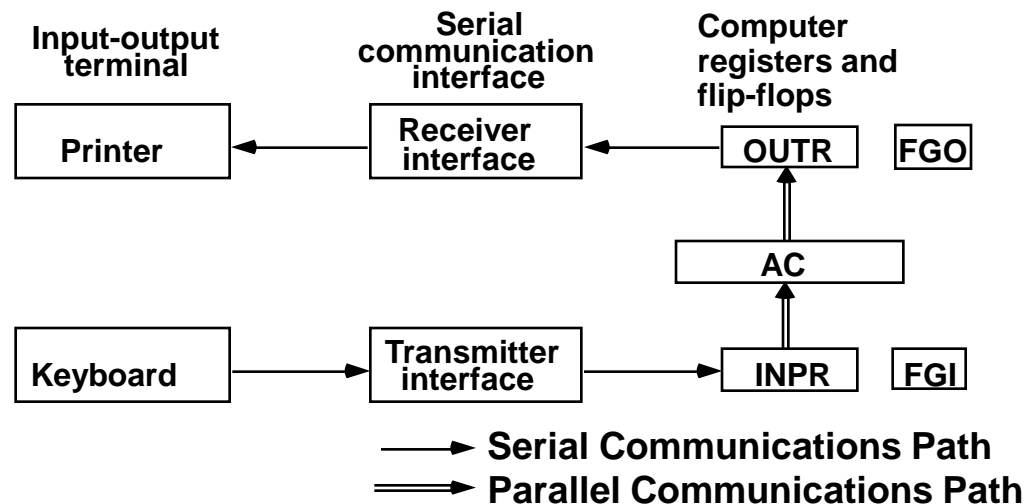 Input-output
terminal
Serial
communication
interface
Computer
registers and
flip-flops
Printer
Receiver
interface
OUTR
FGO
AC
Keyboard
Transmitter
interface
INPR
FGI
Serial Communications Path
Parallel Communications Path